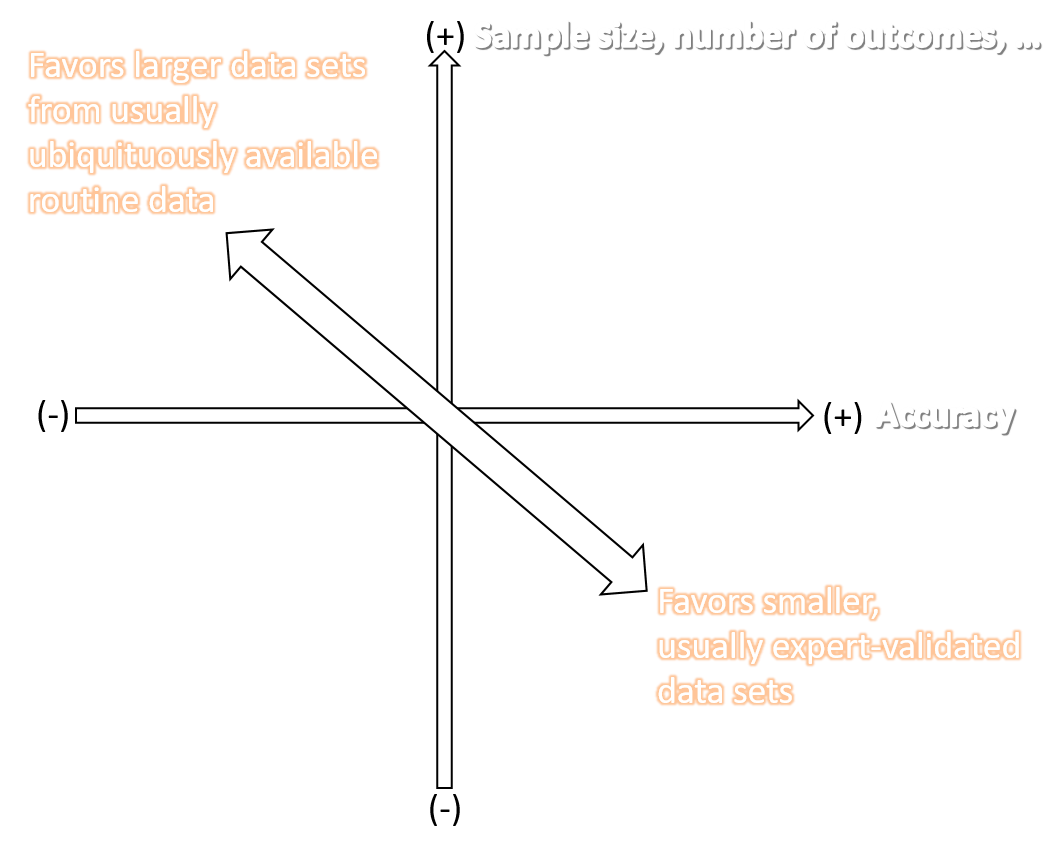 (+) Sample size, number of outcomes, ...
Favors larger data sets
from usually
ubiquituously available
routine data
(-)
(+) Accuracy
Favors smaller,
usually expert-validated
data sets
(-)